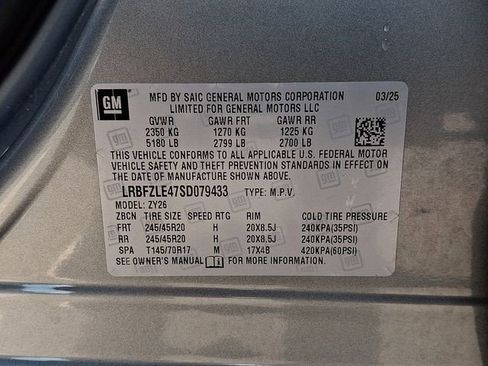 GM
MFD BY SAIC GENERAL MOTORS CORPORATION 03/25
LIMITED FOR GENERAL MOTORS LLC
GVWR GAWR FRT GAWR RR
2350 KG 1270 KG 1225 KG
5180 LB 2799 LB 2700 LB
THIS VEHICLE CONFORMS TO ALL APPLICABLE U.S. FEDERAL MOTOR
VEHICLE SAFETY AND THEFT PREVENTION STANDARDS IN EFFECT ON
THE DATE OF MANUFACTURE SHOWN ABOVE.
LRBFZLE47SD079433 TYPE: M.P.V.
MODEL: ZY26
ZBCN TIRE SIZE SPEED RTG RIM COLD TIRE PRESSURE
FRT 245/45R20 H 20X8.5J 240KPA(35PSI)
RR 245/45R20 H 20X8.5J 240KPA(35PSI)
SPA T145/70R17 M 17X4B 420KPA(60PSI)
SEE OWNER'S MANUAL FOR MORE INFORMATION